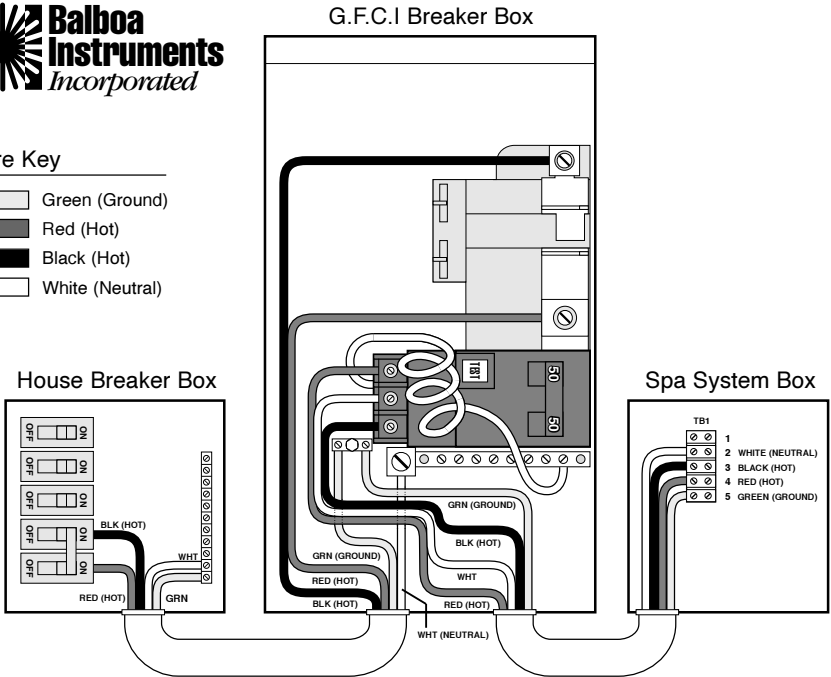 G.F.C.I Breaker Box
Balboa
Instruments
Incorporated
re Key
Green (Ground)
Red (Hot)
Black (Hot)
White (Neutral)
House Breaker Box
OFF ON
OFF ON
OFF ON
OFF ON
OFF ON
BLK (HOT)
WHT
RED (HOT)
GRN
TBT
50
50
GRN (GROUND)
BLK (HOT)
GRN (GROUND)
RED (HOT)
WHT
BLK (HOT)
RED (HOT)
WHT (NEUTRAL)
Spa System Box
TB1
1
2 WHITE (NEUTRAL)
3 BLACK (HOT)
4 RED (HOT)
5 GREEN (GROUND)